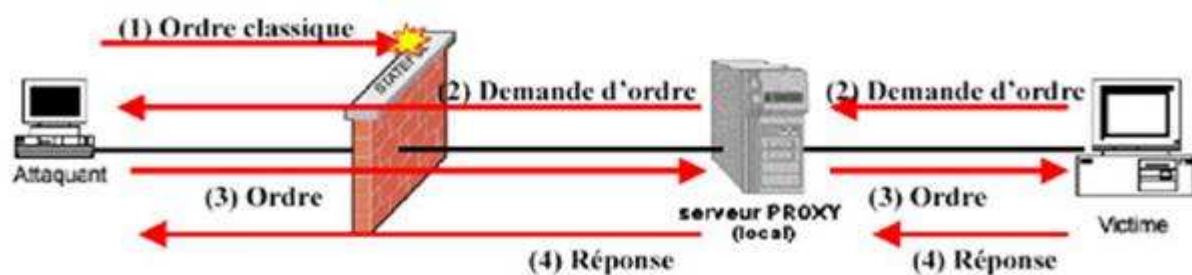 (1) Ordre classique
(2) Demande d'ordre
(2) Demande d'ordre
Attaquant
(3) Ordre
serveur PROXY
(local)
(3) Ordre
Victime
(4) Réponse
(4) Réponse